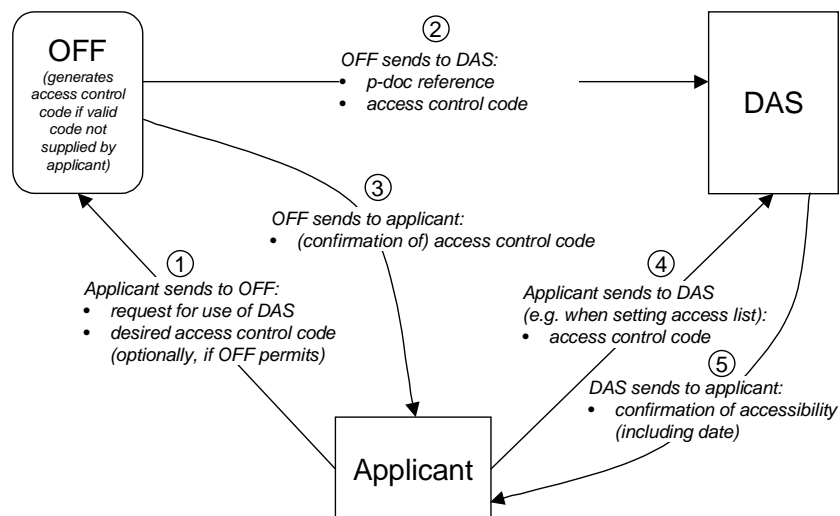 OFF
(generates
access control
code if valid
code not
supplied by
applicant)
②
OFF sends to DAS:
• p-doc reference
• access control code
DAS
③
OFF sends to applicant:
• (confirmation of) access control code
①
Applicant sends to OFF:
• request for use of DAS
• desired access control code
(optionally, if OFF permits)
④
Applicant sends to DAS
(e.g. when setting access list):
• access control code
⑤
DAS sends to applicant:
• confirmation of accessibility
(including date)
Applicant